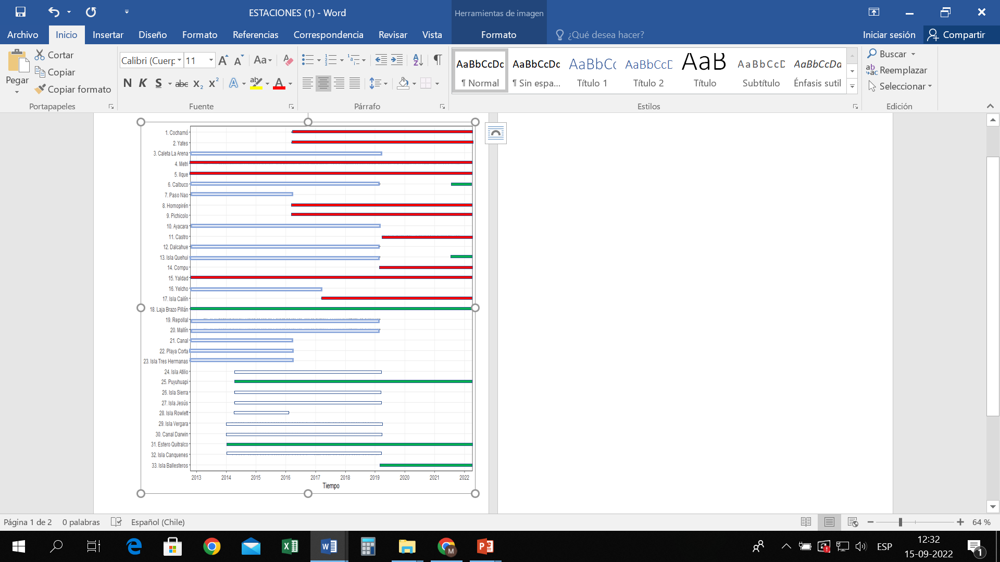 ESTACIONES (1) - Word
Herramientas de imagen
Archivo
Inicio
Insertar
Diseño
Formato
Referencias
Correspondencia
Revisar
Vista
Formato
¿Qué desea hacer?
Iniciar sesión
Compartir
Pegar
Cortar
Copiar
Copiar formato
Portapapeles
Calibri (Cuerp
11
Aa
N K S abc x₂ x²
Fuente
Párrafo
AaBbCcDc
¶ Normal
AaBbCcDc
¶ Sin espa...
AaBbCc
Título 1
AaBbCcD
Título 2
AaB
Título
AaBbCcD
Subtítulo
AaBbCcDa
Énfasis sutil
Estilos
Buscar
Reemplazar
Seleccionar
Edición
1. Cochamó
2. Yates
3. Caleta La Arena
4. Metri
5. Ilque
6. Calbuco
7. Paso Nao
8. Hornopirén
9. Pichicolo
10. Ayacara
11. Castro
12. Dalcahue
13. Isla Quehui
14. Compu
15. Yaldad
16. Yelcho
17. Isla Cailín
18. Laja Brazo Pillán
19. Repollal
20. Mallín
21. Canal
22. Playa Corta
23. Isla Tres Hermanas
24. Isla Atilio
25. Puyuhuapi
26. Isla Sierra
27. Isla Jesús
28. Isla Rowlett
29. Isla Vergara
30. Canal Darwin
31. Estero Quitralco
32. Isla Canquenes
33. Isla Ballesteros
2013 2014 2015 2016 2017 2018 2019 2020 2021 2022
Tiempo
Página 1 de 2
0 palabras
Español (Chile)
64 %
ESP
12:32
15-09-2022
1